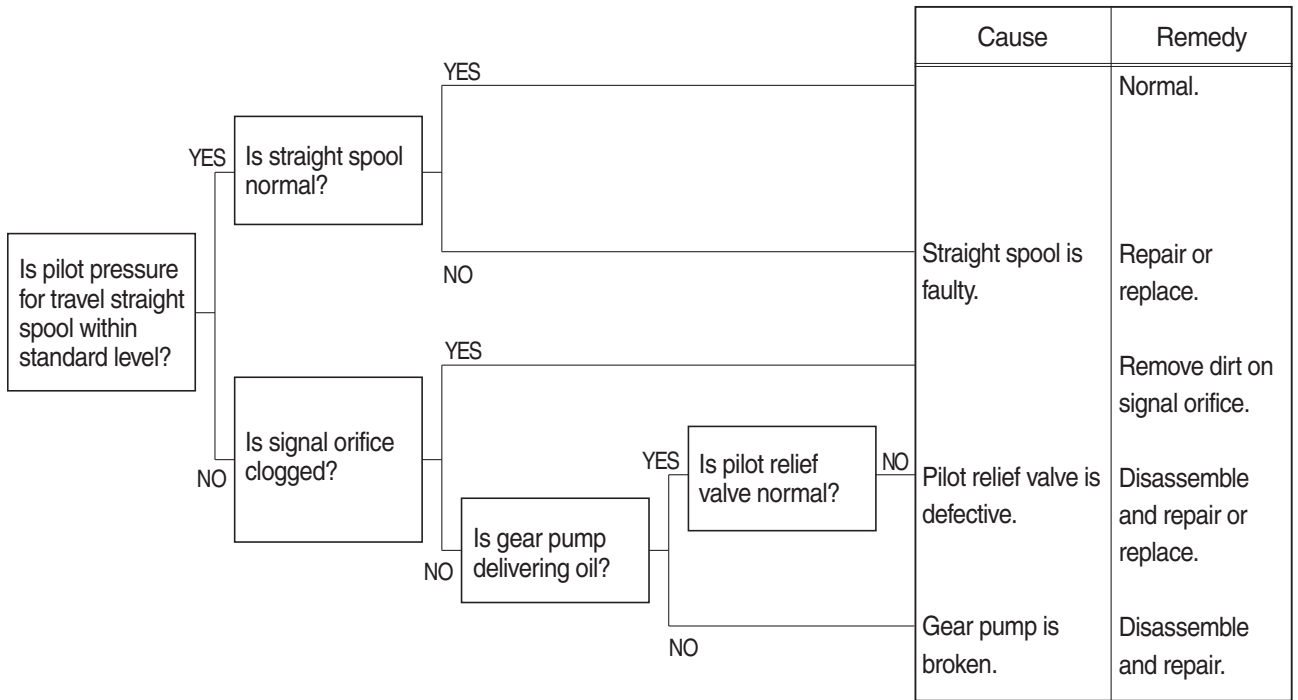 Cause
Remedy
YES
Normal.
YES
Is straight spool
normal?
NO
Straight spool is
faulty.
Repair or
replace.
Is pilot pressure
for travel straight
spool within
standard level?
YES
Remove dirt on
signal orifice.
NO
Is signal orifice
clogged?
YES
Is pilot relief
valve normal?
NO
Pilot relief valve is
defective.
Disassemble
and repair or
replace.
NO
Is gear pump
delivering oil?
NO
Gear pump is
broken.
Disassemble
and repair.